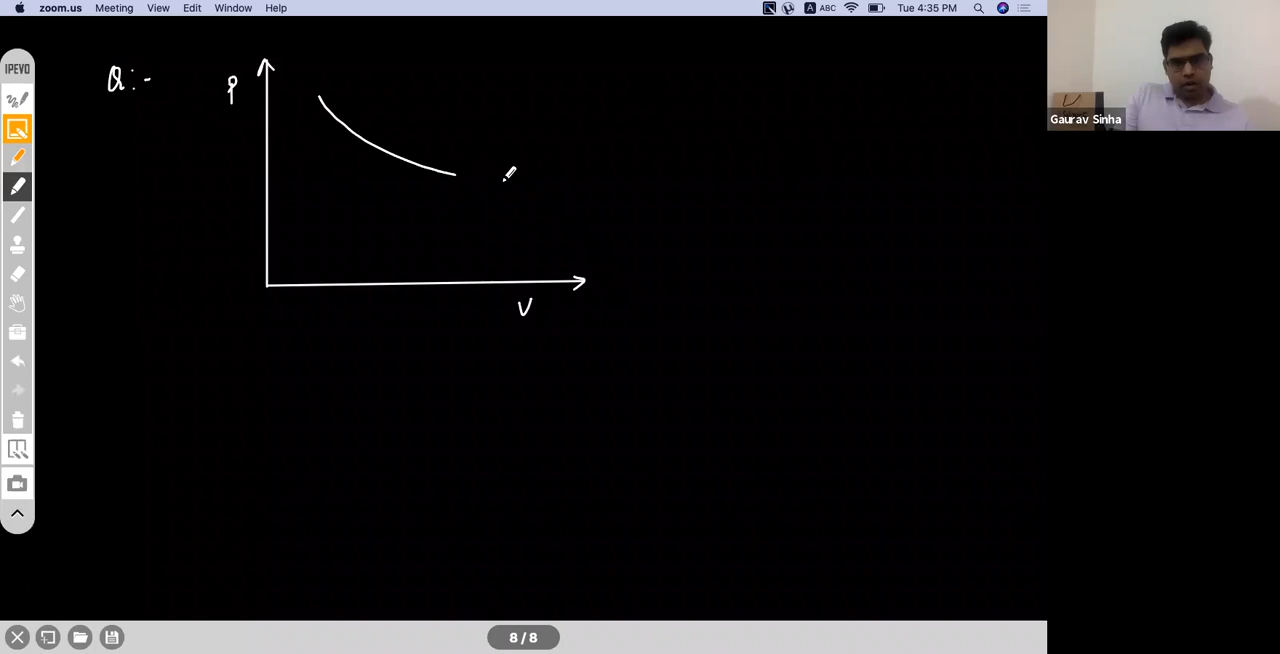 zoom.us Meeting View Edit Window Help A ABC Tue 4:35 PM
IPEVO
Q:-
P
V
Gaurav Sinha
8 / 8